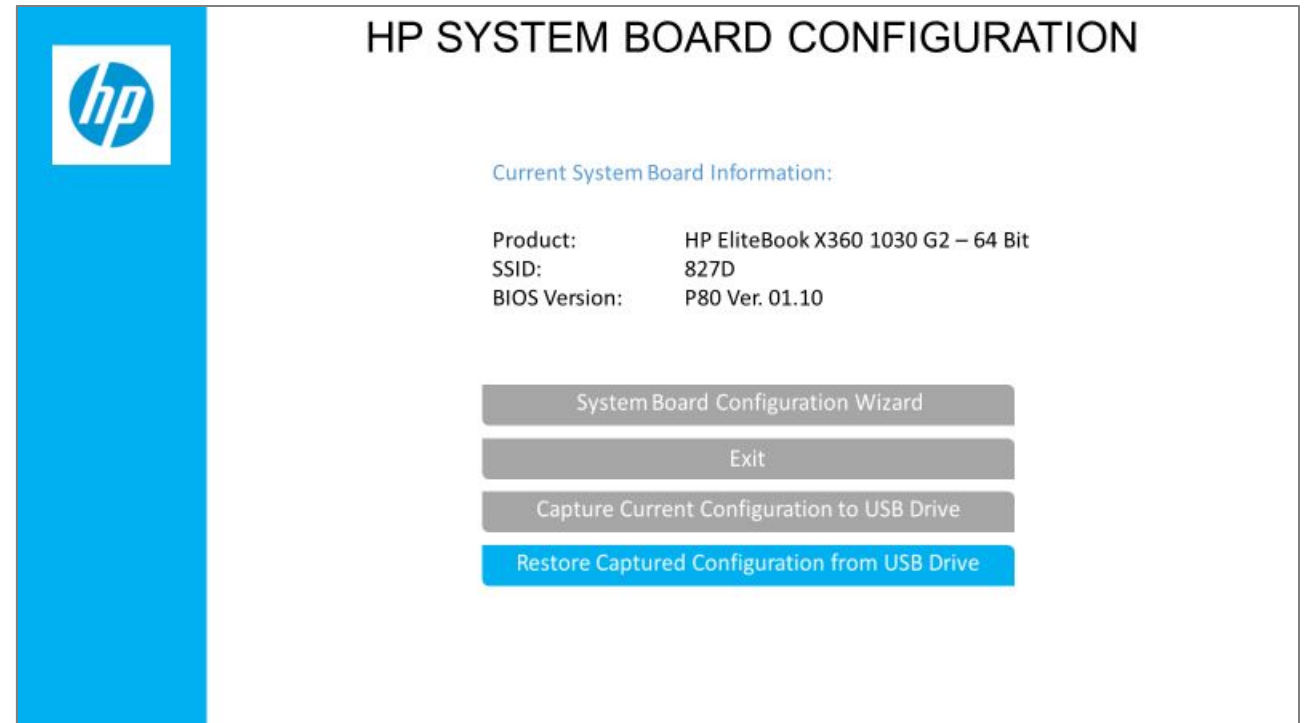 HP SYSTEM BOARD CONFIGURATION
hp
Current System Board Information:
Product: HP EliteBook X360 1030 G2 – 64 Bit
SSID: 827D
BIOS Version: P80 Ver. 01.10
System Board Configuration Wizard
Exit
Capture Current Configuration to USB Drive
Restore Captured Configuration from USB Drive